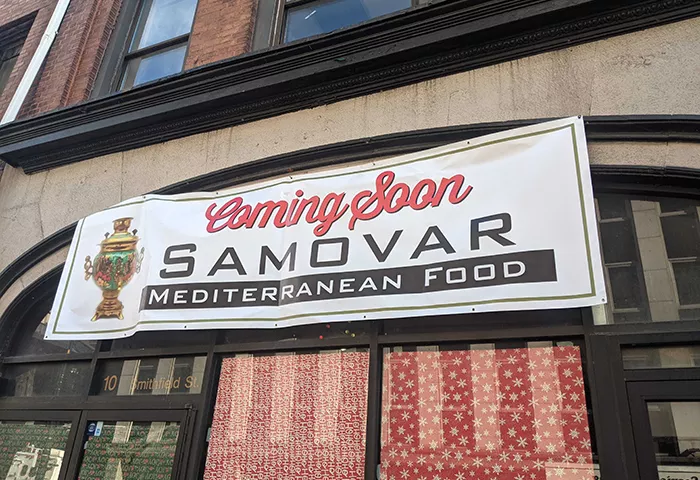 Coming Soon
SAMOVAR
MEDITERRANEAN FOOD
10 Smithfield St.